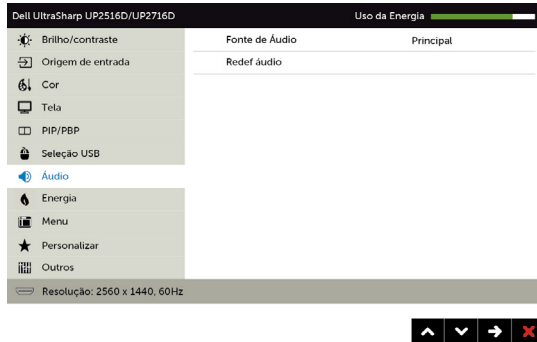 Dell UltraSharp UP2516D/UP2716D Uso da Energia
Brilho/contraste Fonte de Áudio Principal
Origem de entrada Redef áudio
Cor
Tela
PIP/PBP
Seleção USB
Áudio
Energia
Menu
Personalizar
Outros
Resolução: 2560 x 1440, 60Hz